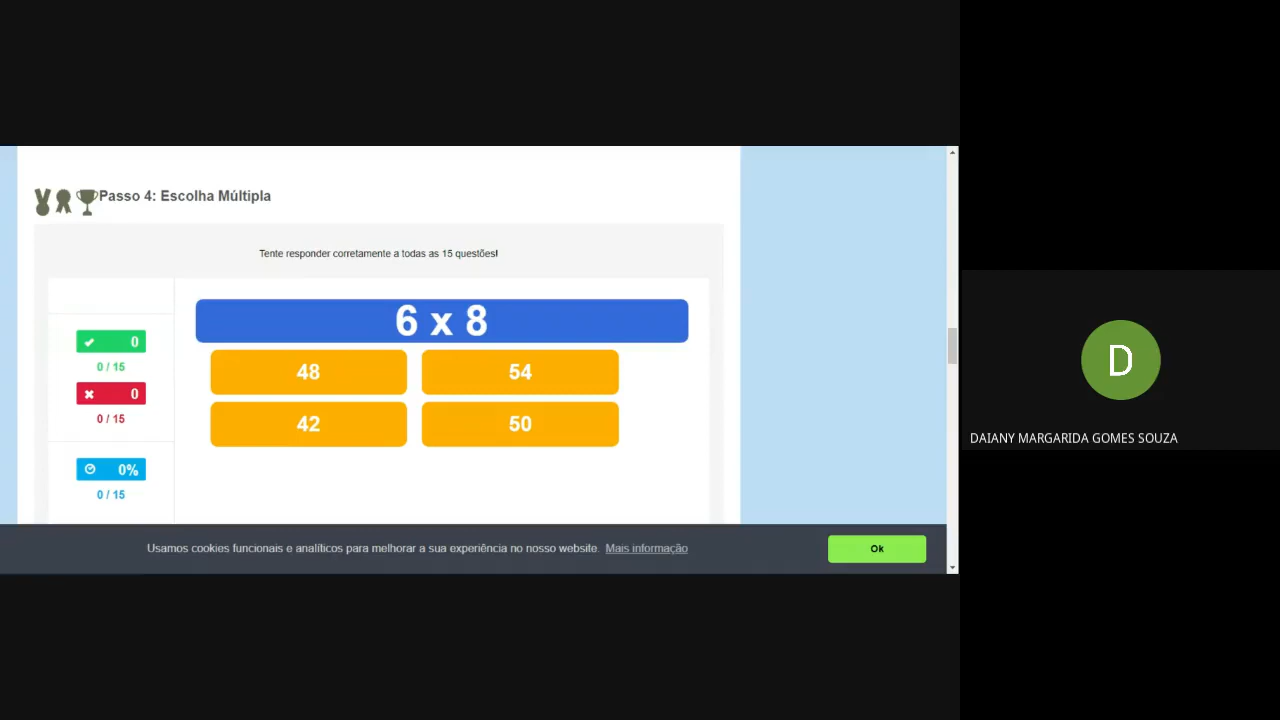 Passo 4: Escolha Múltipla
Tente responder corretamente a todas as 15 questões!
6 x 8
0
48
54
0 / 15
0
42
50
0 / 15
0%
0 / 15
Usamos cookies funcionais e analíticos para melhorar a sua experiência no nosso website. Mais informação
Ok
D
DAIANY MARGARIDA GOMES SOUZA